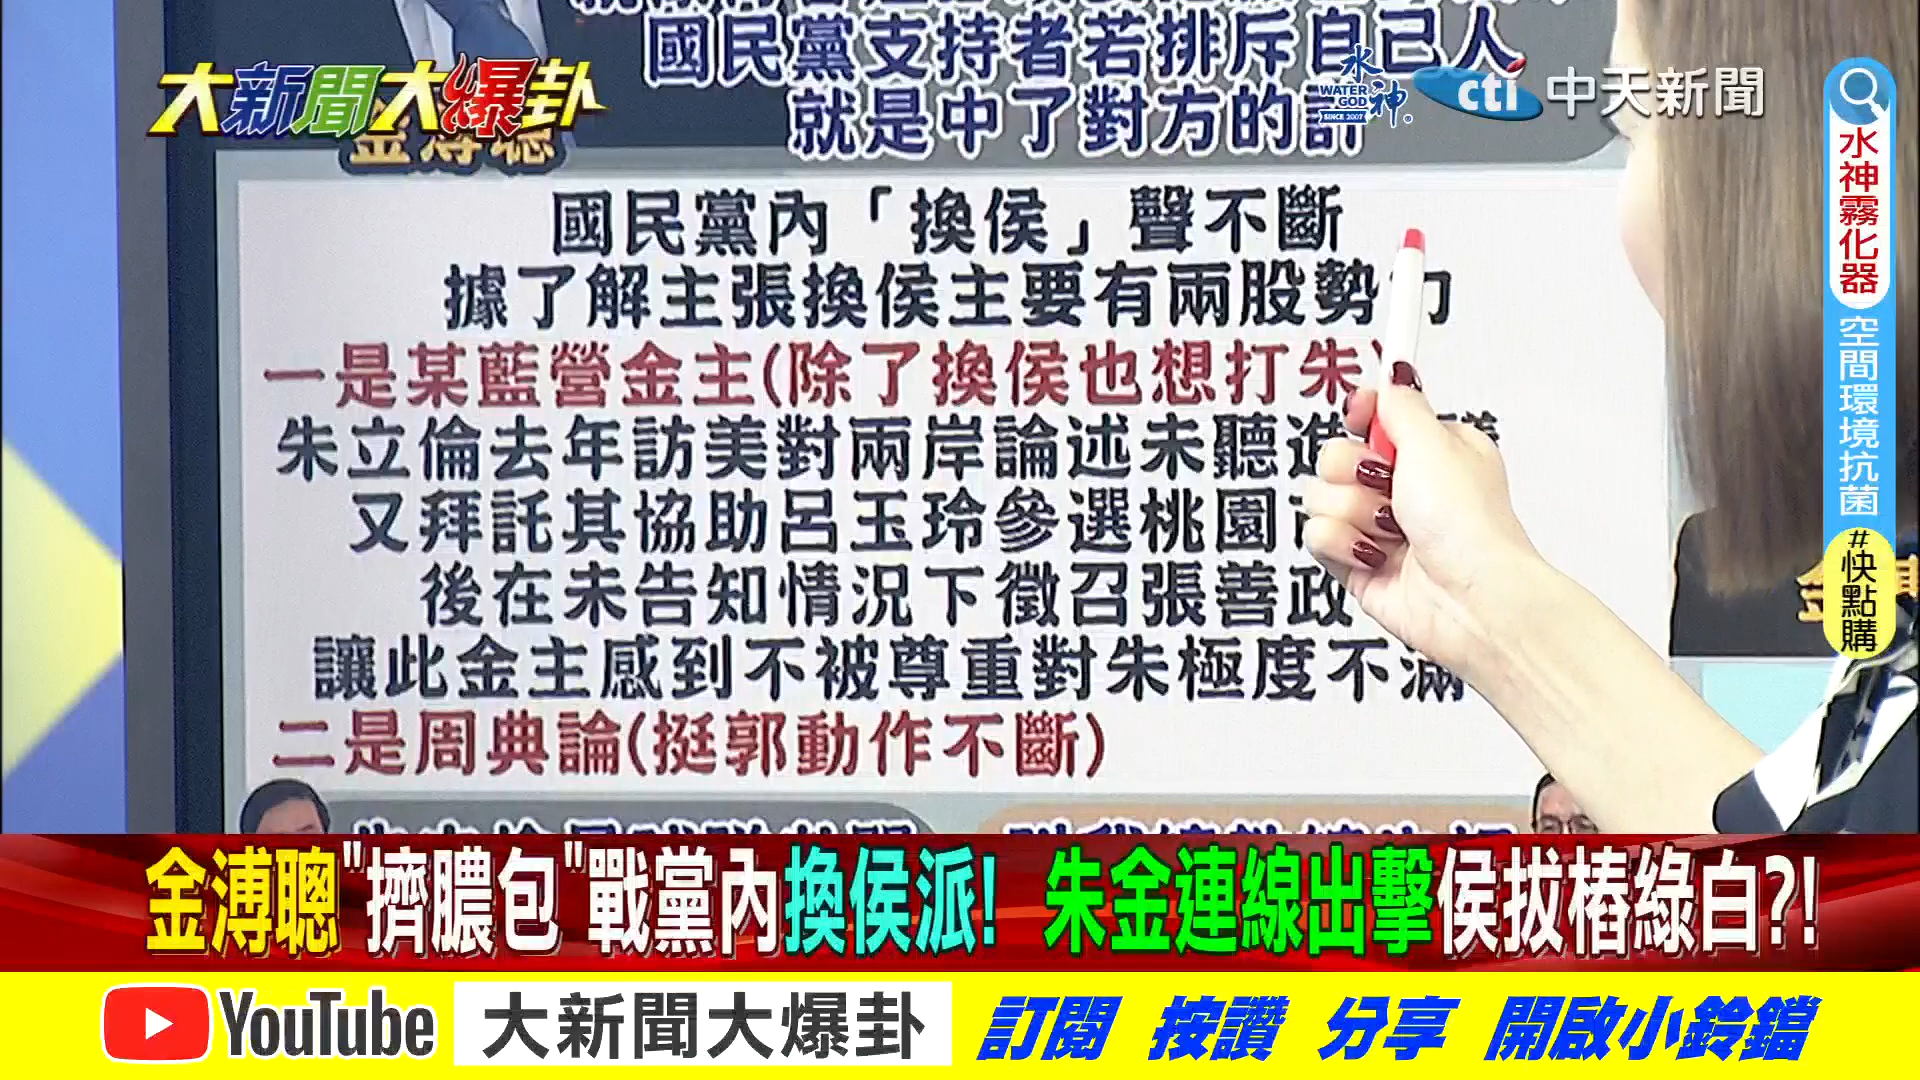 國民黨支持者若排斥自己人
就是中了對方的計
大新聞大爆卦
金溥聰
水神
WATER GOD
SINCE 2007
cti 中天新聞
國民黨內「換侯」聲不斷
據了解主張換侯主要有兩股勢力
一是某藍營金主(除了換侯也想打朱)
朱立倫去年訪美對兩岸論述未聽進
又拜託其協助呂玉玲參選桃園
後在未告知情況下徵召張善政
讓此金主感到不被尊重對朱極度不滿
二是周典論(挺郭動作不斷)
水神霧化器
空間環境抗菌
#快點購
金溥聰"擠膿包"戰黨內換侯派! 朱金連線出擊侯拔樁綠白?!
YouTube 大新聞大爆卦 訂閱 按讚 分享 開啟小鈴鐺